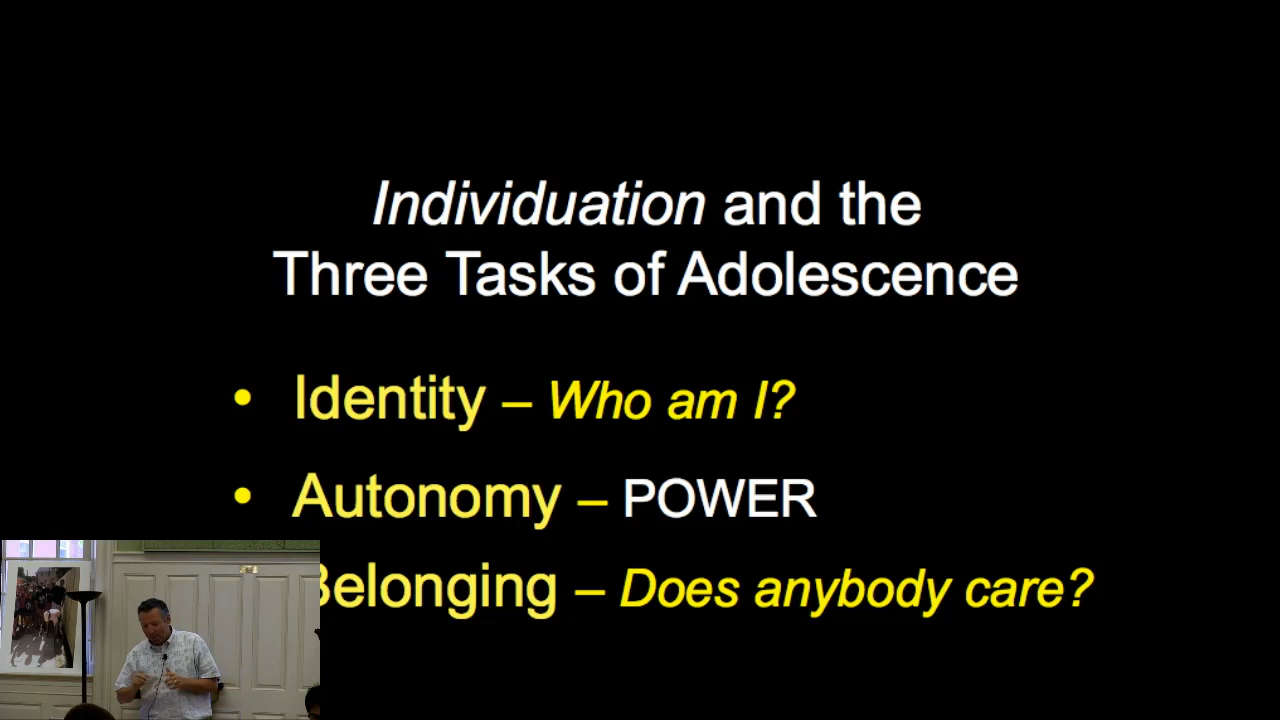 Individuation and the
Three Tasks of Adolescence
• Identity – Who am I?
• Autonomy – POWER
Belonging – Does anybody care?